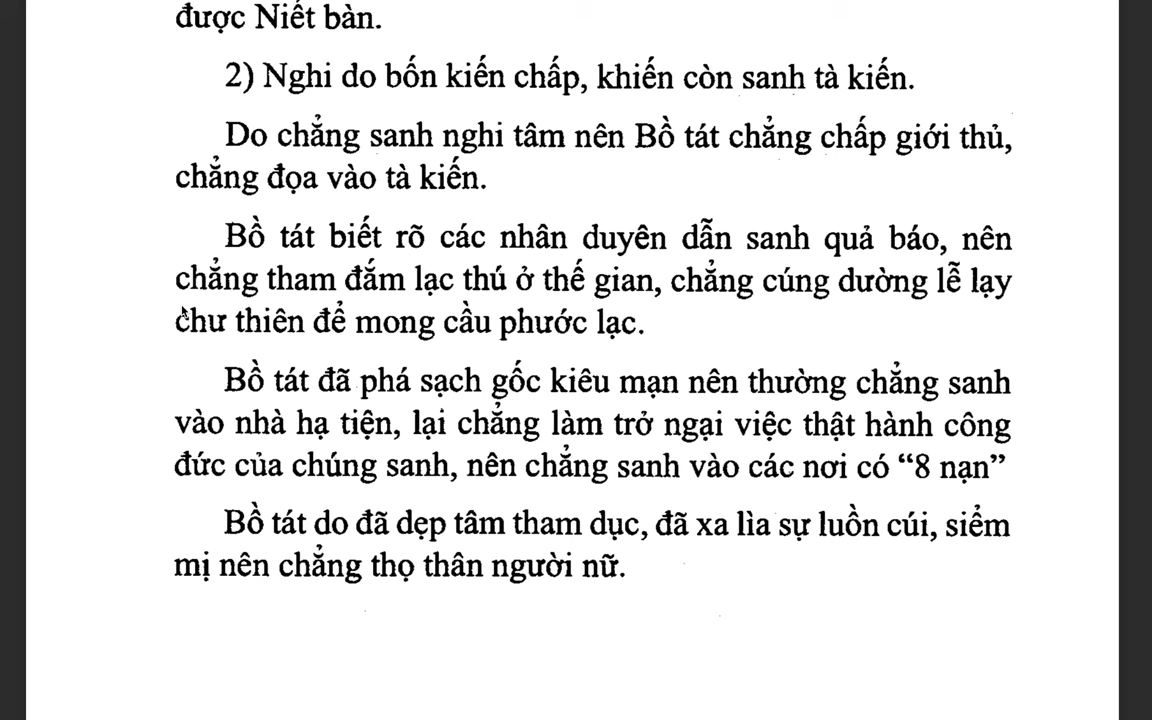 được Niết bàn.
2) Nghi do bốn kiến chấp, khiến còn sanh tà kiến.
Do chẳng sanh nghi tâm nên Bồ tát chẳng chấp giới thủ,
chẳng đọa vào tà kiến.
Bồ tát biết rõ các nhân duyên dẫn sanh quả báo, nên
chẳng tham đắm lạc thú ở thế gian, chẳng cúng dường lễ lạy
chư thiên để mong cầu phước lạc.
Bồ tát đã phá sạch gốc kiêu mạn nên thường chẳng sanh
vào nhà hạ tiện, lại chẳng làm trở ngại việc thật hành công
đức của chúng sanh, nên chẳng sanh vào các nơi có “8 nạn”
Bồ tát do đã dẹp tâm tham dục, đã xa lìa sự luồn cúi, siểm
mị nên chẳng thọ thân người nữ.